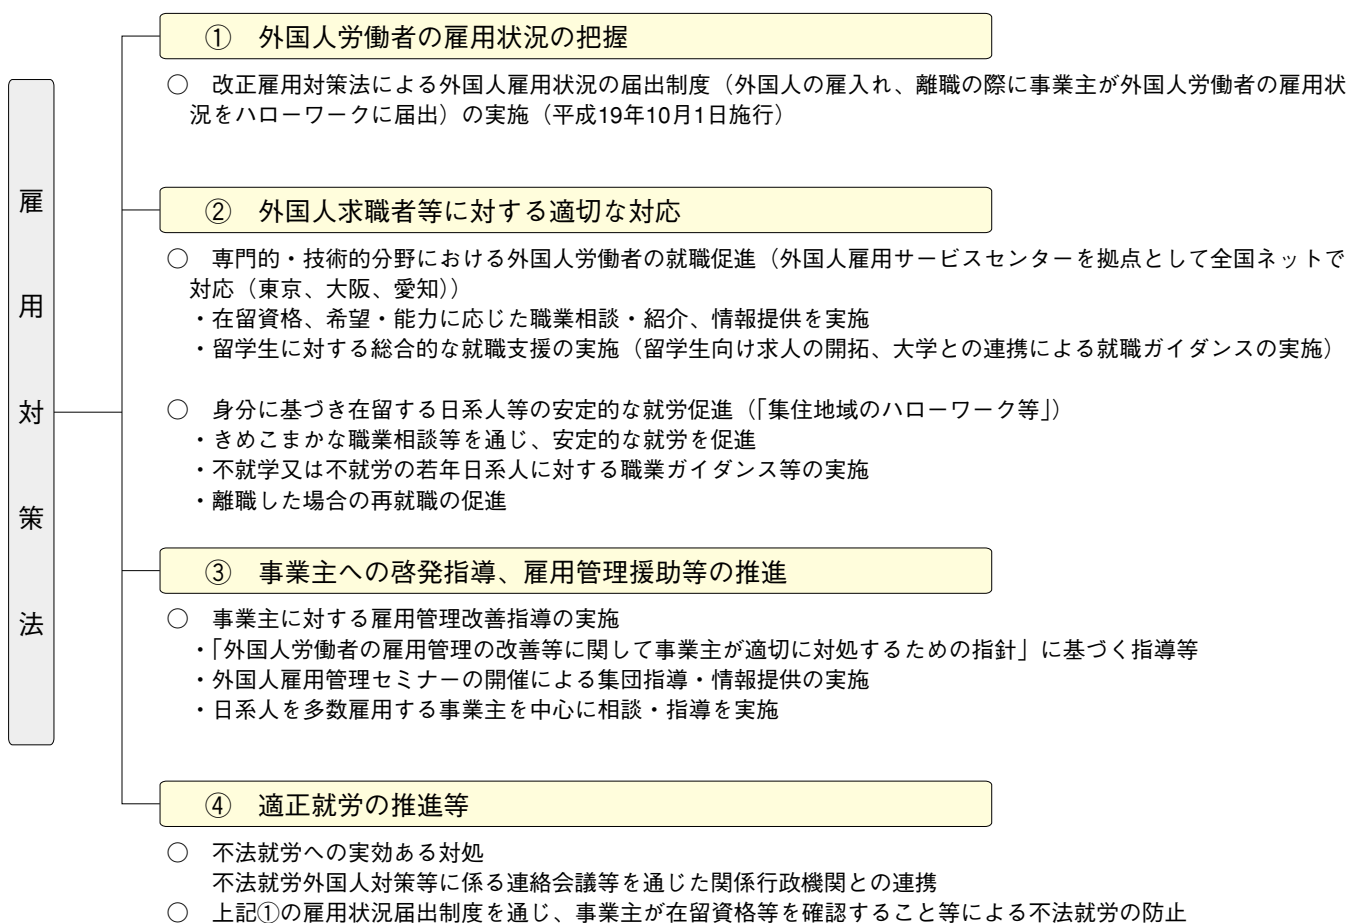 雇用対策法
① 外国人労働者の雇用状況の把握
○ 改正雇用対策法による外国人雇用状況の届出制度（外国人の雇入れ、離職の際に事業主が外国人労働者の雇用状
況をハローワークに届出）の実施（平成19年10月1日施行）
② 外国人求職者等に対する適切な対応
○ 専門的・技術的分野における外国人労働者の就職促進（外国人雇用サービスセンターを拠点として全国ネットで
対応（東京、大阪、愛知））
・在留資格、希望・能力に応じた職業相談・紹介、情報提供を実施
・留学生に対する総合的な就職支援の実施（留学生向け求人の開拓、大学との連携による就職ガイダンスの実施）
○ 身分に基づき在留する日系人等の安定的な就労促進（「集住地域のハローワーク等」）
・きめこまかな職業相談等を通じ、安定的な就労を促進
・不就学又は不就労の若年日系人に対する職業ガイダンス等の実施
・離職した場合の再就職の促進
③ 事業主への啓発指導、雇用管理援助等の推進
○ 事業主に対する雇用管理改善指導の実施
・「外国人労働者の雇用管理の改善等に関して事業主が適切に対処するための指針」に基づく指導等
・外国人雇用管理セミナーの開催による集団指導・情報提供の実施
・日系人を多数雇用する事業主を中心に相談・指導を実施
④ 適正就労の推進等
○ 不法就労への実効ある対処
不法就労外国人対策等に係る連絡会議等を通じた関係行政機関との連携
○ 上記①の雇用状況届出制度を通じ、事業主が在留資格等を確認すること等による不法就労の防止